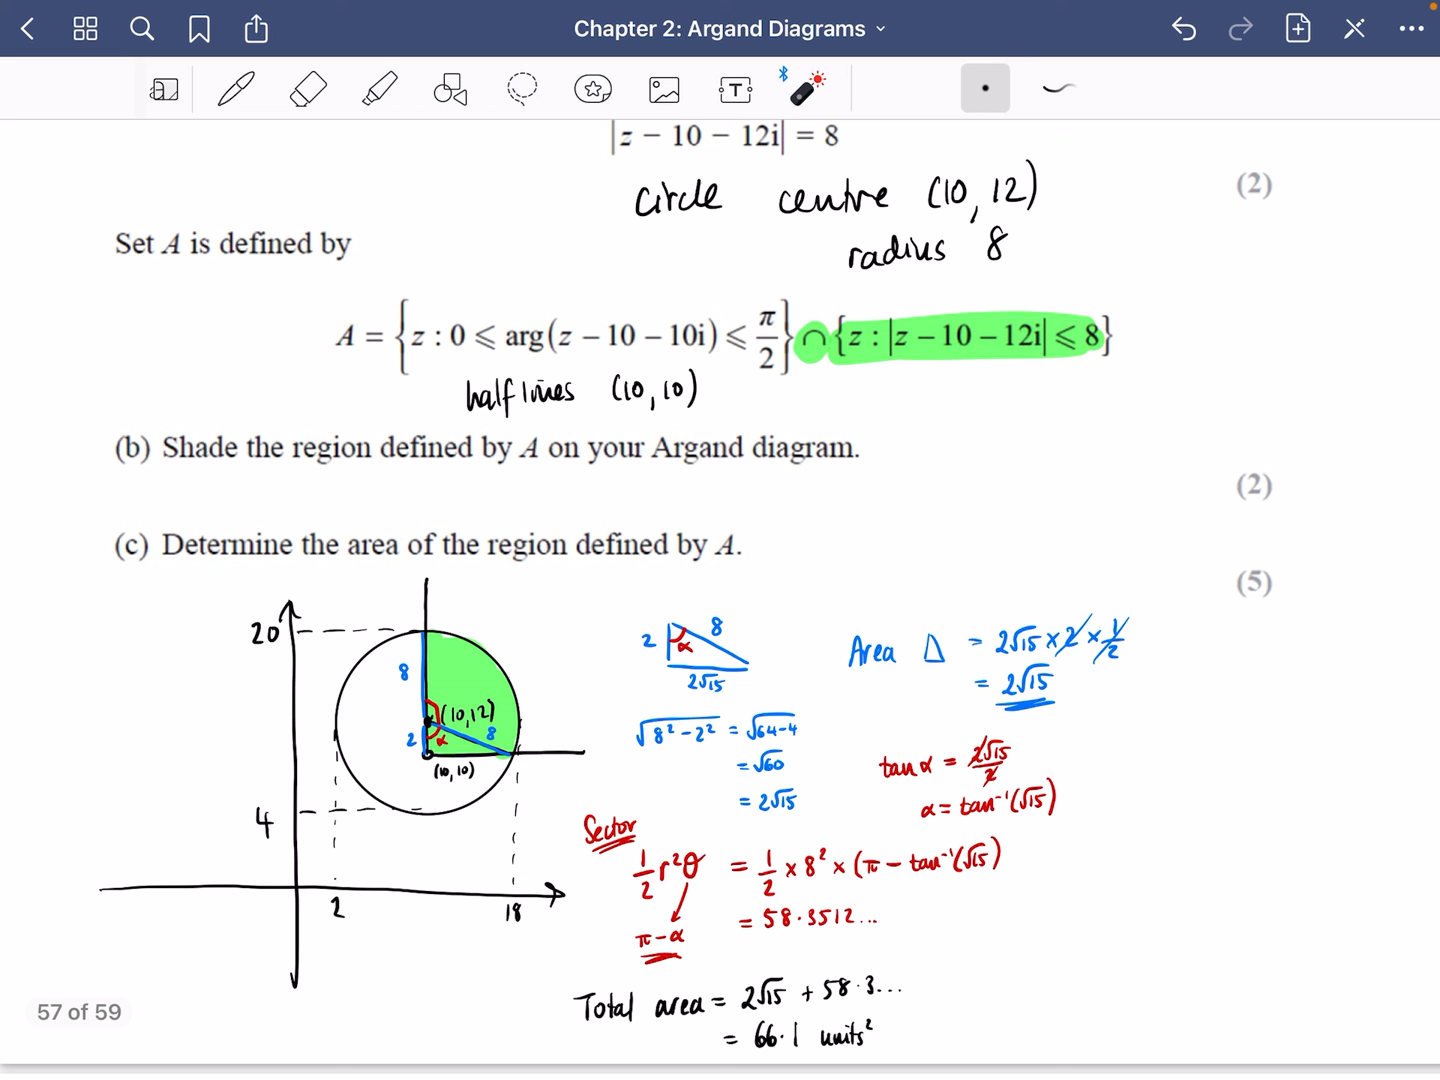 Chapter 2: Argand Diagrams
|z − 10 − 12i| = 8
(2)
circle centre (10, 12)
radius 8
Set A is defined by
A = {z : 0 ⩽ arg(z − 10 − 10i) ⩽ π/2} ∩ {z : |z − 10 − 12i| ⩽ 8}
half lines (10, 10)
(b) Shade the region defined by A on your Argand diagram.
(2)
(c) Determine the area of the region defined by A.
(5)
20
4
2
18
8
(10, 12)
2
α
8
(10, 10)
2
8
α
2√15
√8² − 2² = √64 − 4
= √60
= 2√15
Area Δ = 2√15 × 2 × 1/2
= 2√15
tan α = 2√15/2
α = tan⁻¹(√15)
Sector
1/2 r²θ = 1/2 × 8² × (π − tan⁻¹(√15)
π − α
= 58.3512...
Total area = 2√15 + 58.3...
= 66.1 units²
57 of 59